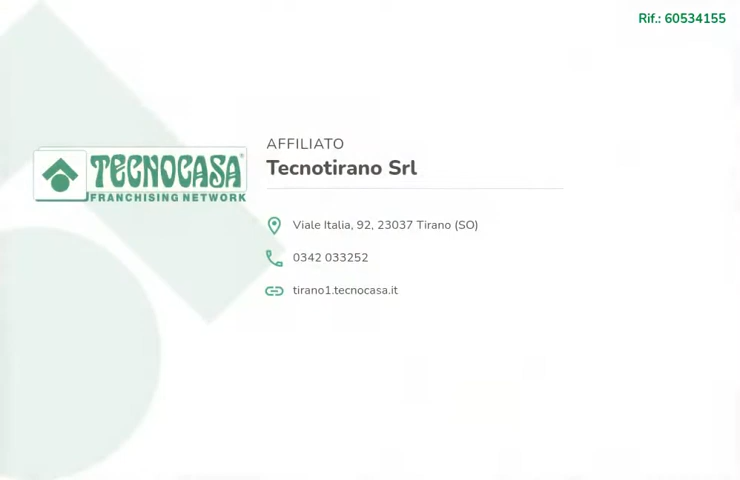 Rif.: 60534155
AFFILIATO
Tecnotirano Srl
TECNOCASA®
FRANCHISING NETWORK
Viale Italia, 92, 23037 Tirano (SO)
0342 033252
tirano1.tecnocasa.it